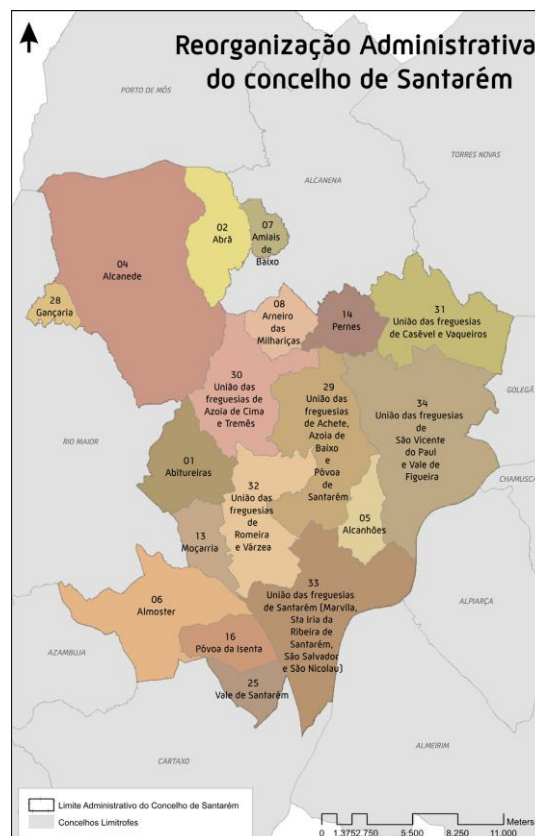 Reorganização Administrativa
do concelho de Santarém
PORTO DE MÓS
TORRES NOVAS
ALCANENA
02
Abrã
07
Amiais
de
Baixo
04
Alcanede
28
Gançaria
08
Arneiro
das
Milhariças
14
Pernes
31
União das freguesias
de Casével e Vaqueiros
30
União das
freguesias de
Azoia de Cima
e Tremês
29
União das
freguesias
de Achete,
Azoia de
Baixo
e
Póvoa
de
Santarém
34
União das
freguesias de
São Vicente
do Paul
e Vale de
Figueira
GOLEGÃ
RIO MAIOR
01
Abitureiras
CHAMUSCA
32
União das
freguesias
de
Romeira
e Várzea
05
Alcanhões
13
Moçarria
33
União das freguesias
de Santarém (Marvila,
Sta Iria da
Ribeira de
Santarém,
São Salvador
e São Nicolau)
06
Almoster
ALPIARÇA
16
Póvoa da Isenta
AZAMBUJA
25
Vale de Santarém
CARTAXO
ALMEIRIM
Limite Administrativo do Concelho de Santarém
Concelhos Limitrofes
Meters
0 1.3752.750 5.500 8.250 11.000